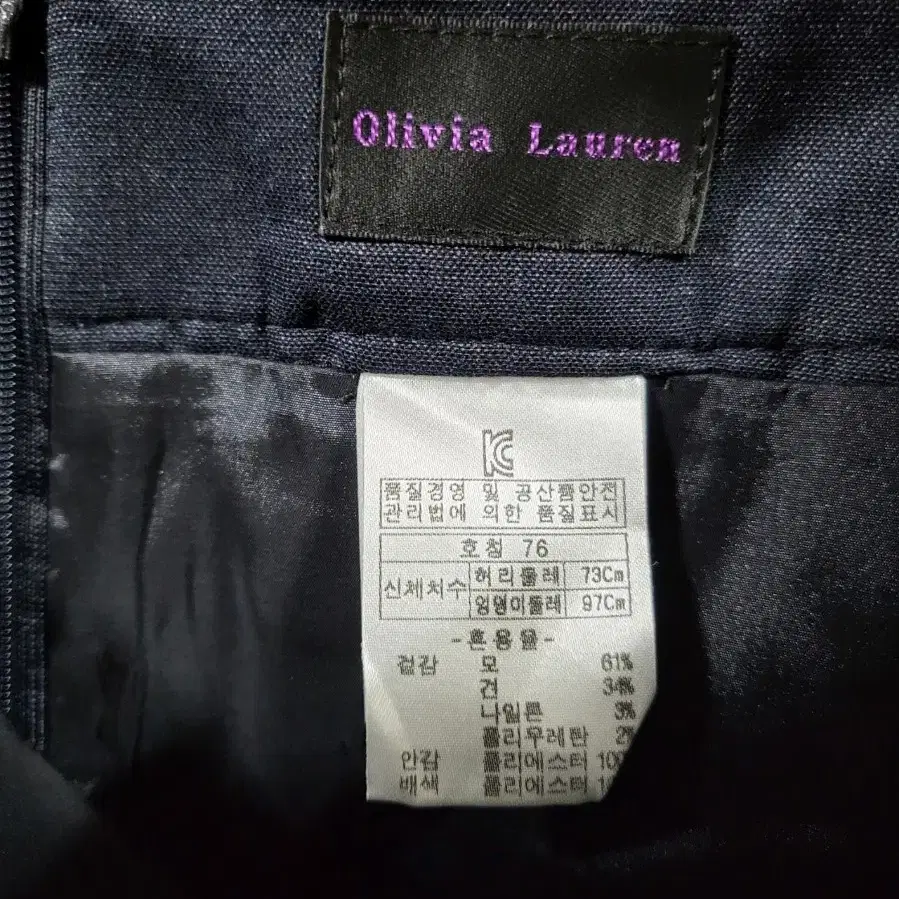 Olivia Lauren
KC
품질경영 및 공산품안전
관리법에 의한 품질표시
호칭 76
신체치수 허리둘레 73Cm
엉덩이둘레 97Cm
-혼용율-
겉감 모 61%
견 34%
나일론 3%
폴리우레탄 2%
안감 폴리에스터
배색 폴리에스터